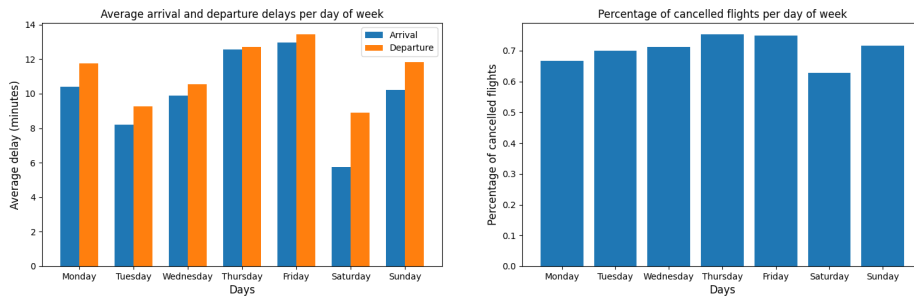 Average arrival and departure delays per day of week
14
12
10
8
6
4
2
0
Average delay (minutes)
Arrival
Departure
Monday Tuesday Wednesday Thursday Friday Saturday Sunday
Days
Percentage of cancelled flights per day of week
0.7
0.6
0.5
0.4
0.3
0.2
0.1
0.0
Percentage of cancelled flights
Monday Tuesday Wednesday Thursday Friday Saturday Sunday
Days